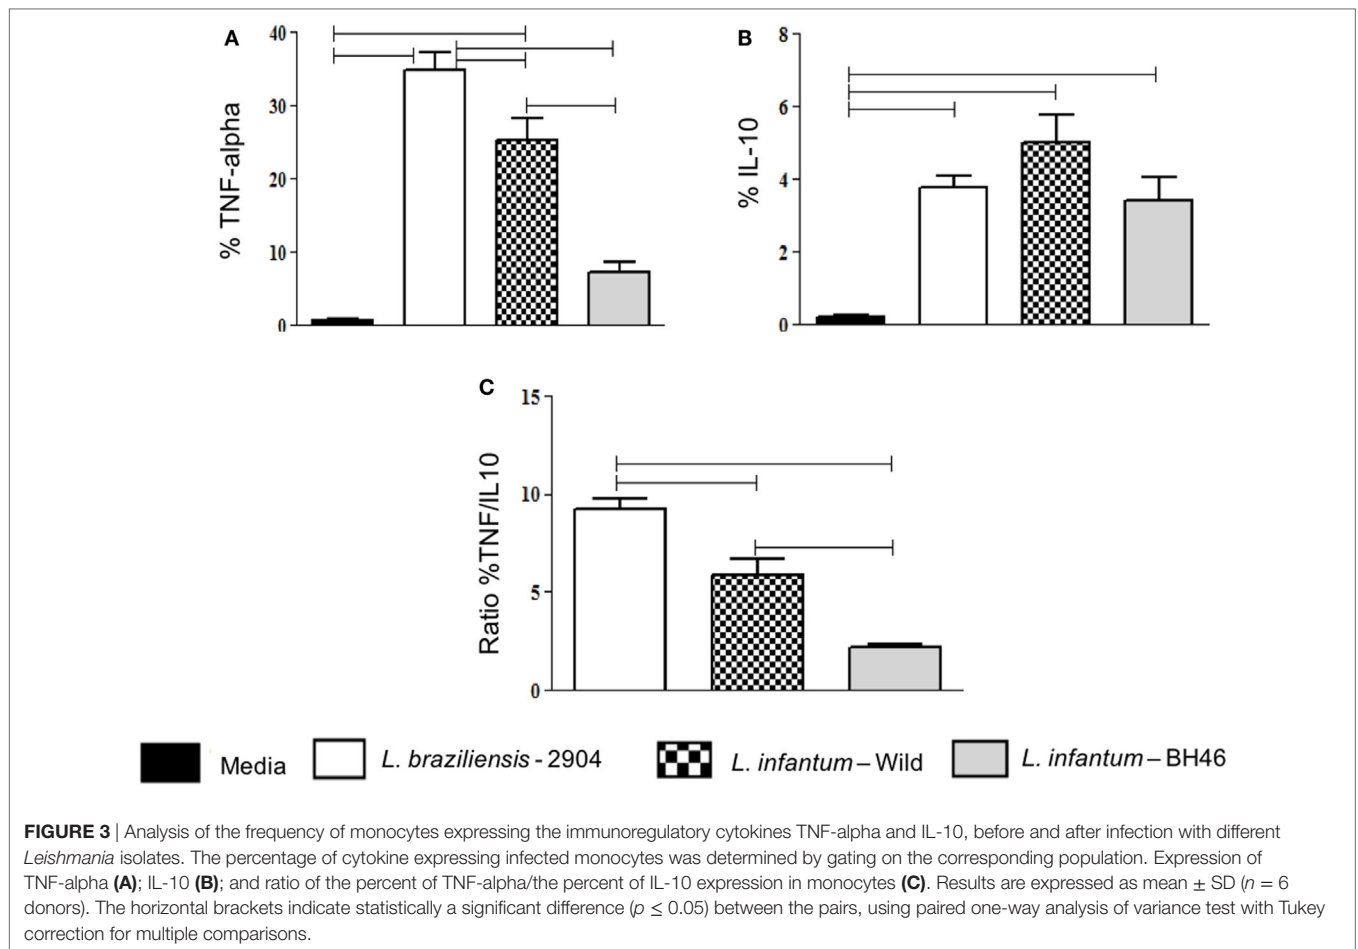 A
40
30
20
10
0
% TNF-alpha
B
8
6
4
2
0
% IL-10
C
15
10
5
0
Ratio %TNF/IL10
Media
L. braziliensis - 2904
L. infantum – Wild
L. infantum – BH46
FIGURE 3 | Analysis of the frequency of monocytes expressing the immunoregulatory cytokines TNF-alpha and IL-10, before and after infection with different
Leishmania isolates. The percentage of cytokine expressing infected monocytes was determined by gating on the corresponding population. Expression of
TNF-alpha (A); IL-10 (B); and ratio of the percent of TNF-alpha/the percent of IL-10 expression in monocytes (C). Results are expressed as mean ± SD (n = 6
donors). The horizontal brackets indicate statistically a significant difference (p ≤ 0.05) between the pairs, using paired one-way analysis of variance test with Tukey
correction for multiple comparisons.